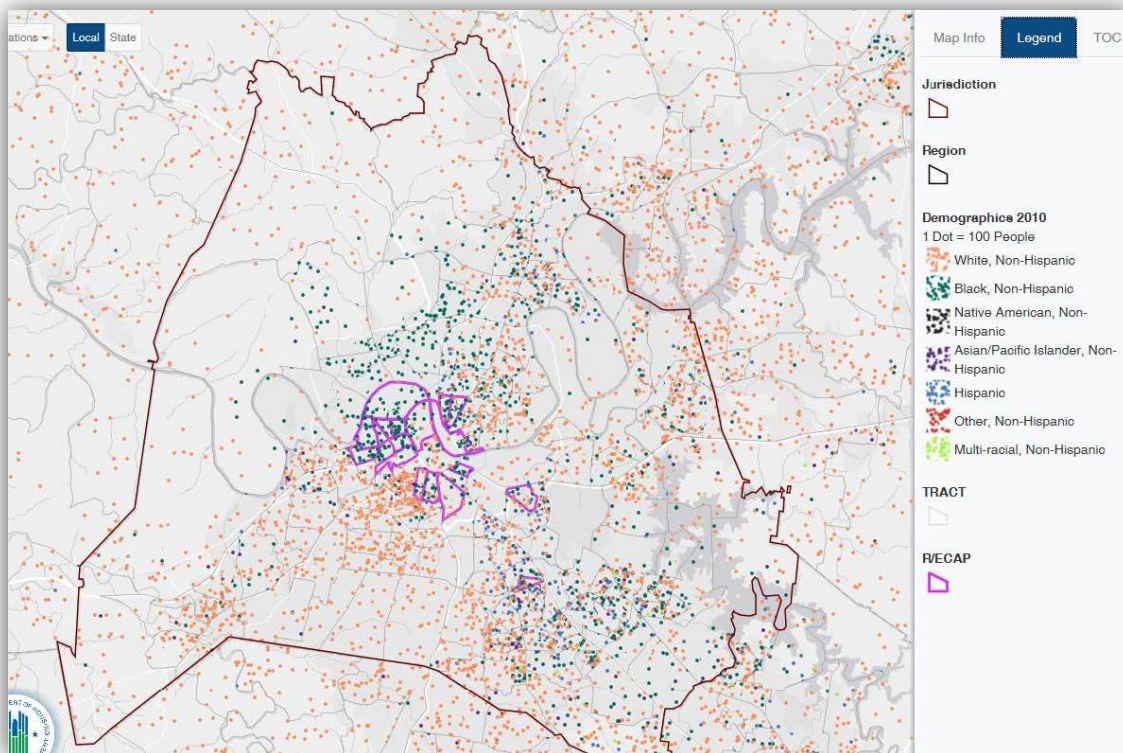 ations
Local State
Map Info Legend TOC
Jurisdiction
Region
Demographics 2010
1 Dot = 100 People
White, Non-Hispanic
Black, Non-Hispanic
Native American, Non-
Hispanic
Asian/Pacific Islander, Non-
Hispanic
Hispanic
Other, Non-Hispanic
Multi-racial, Non-Hispanic
TRACT
R/ECAP